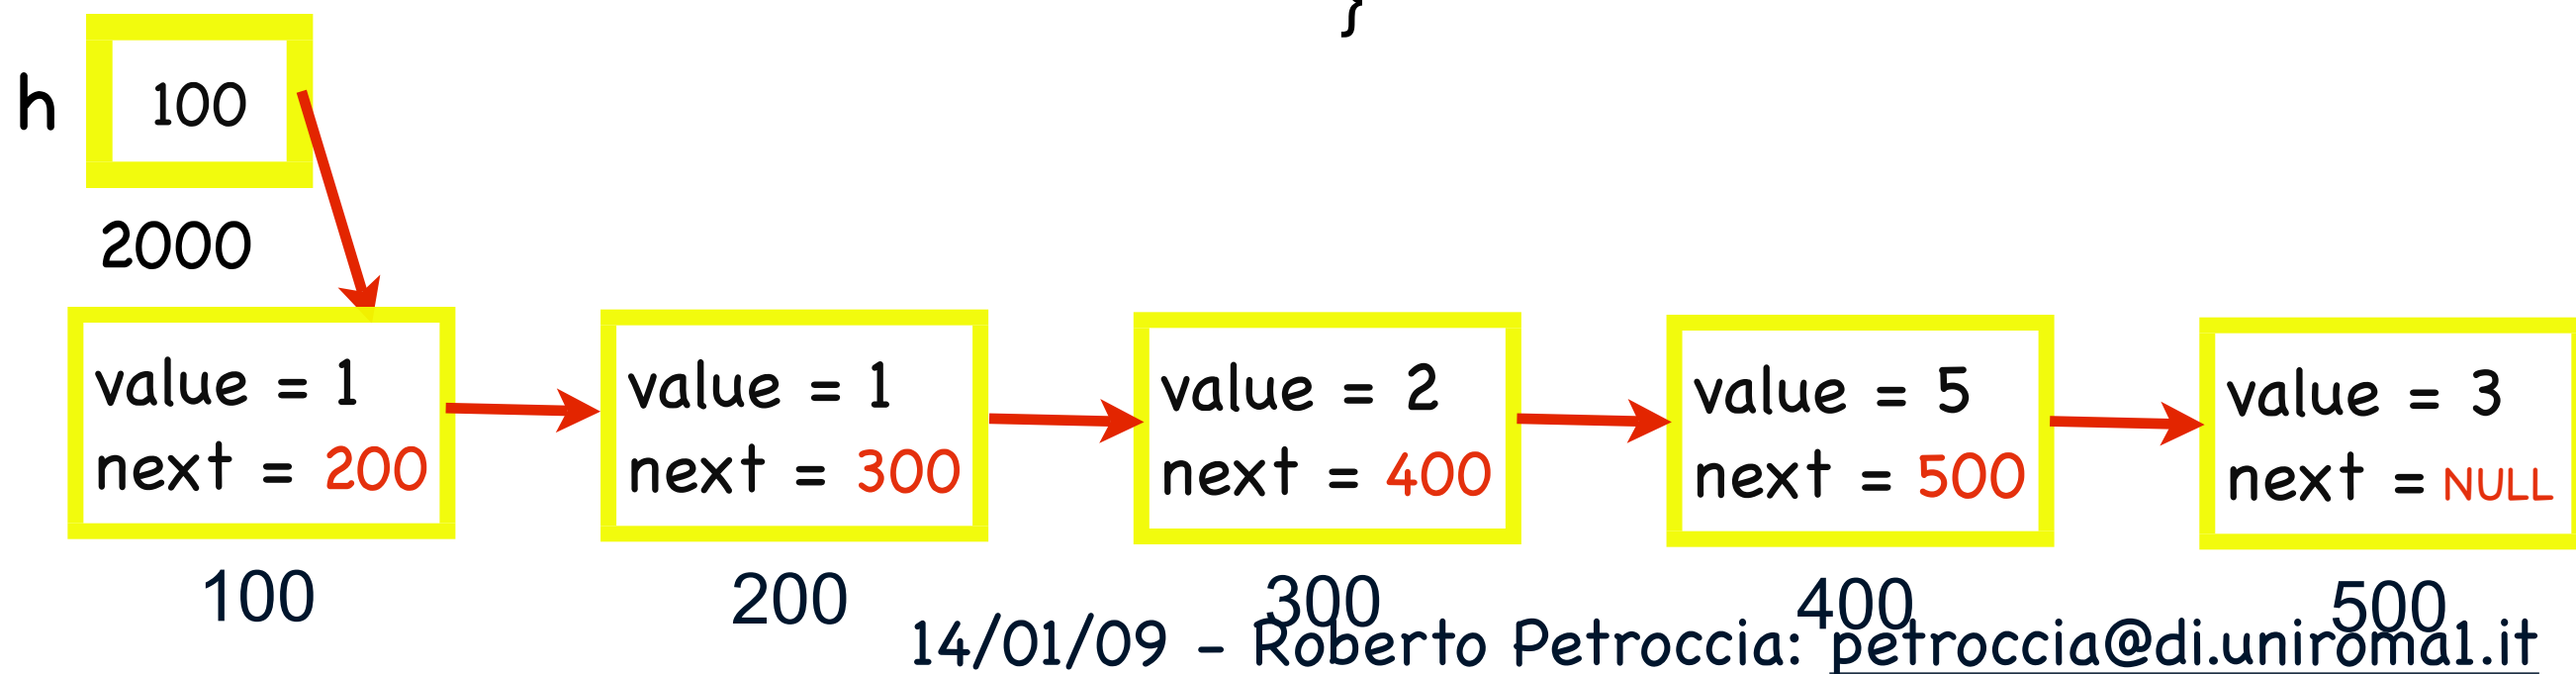 }
h 100
2000
value = 1
next = 200
value = 1
next = 300
value = 2
next = 400
value = 5
next = 500
value = 3
next = NULL
100 200 300 400 500
14/01/09 - Roberto Petroccia: petroccia@di.uniroma1.it